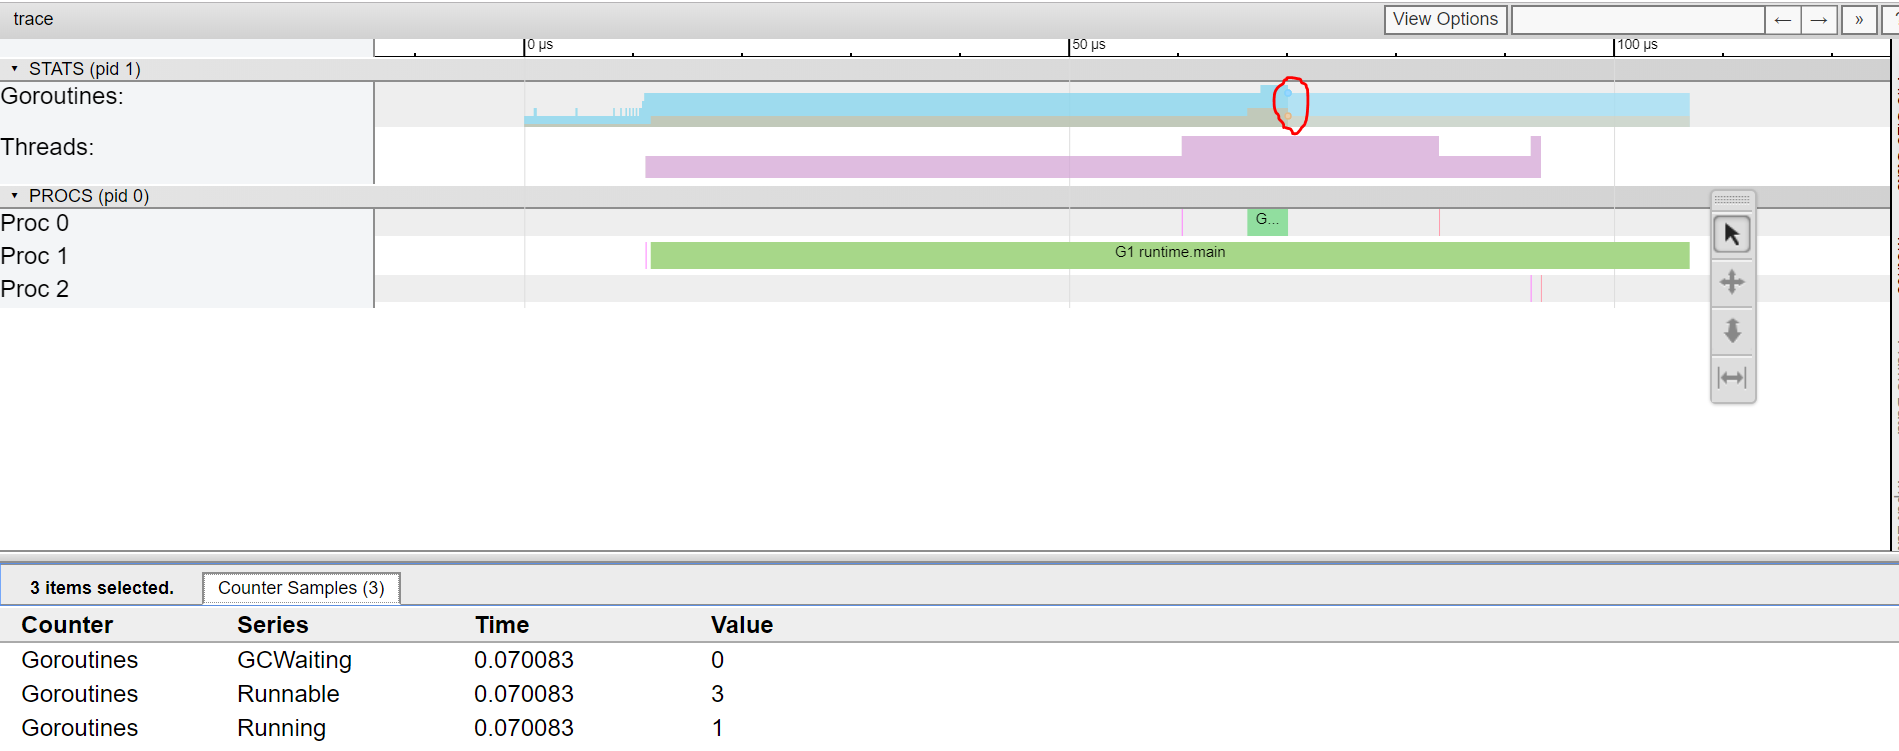 trace
View Options
← → » ?
0 μs 50 μs 100 μs
▾ STATS (pid 1)
Goroutines:
Threads:
▾ PROCS (pid 0)
Proc 0 G...
Proc 1 G1 runtime.main
Proc 2
3 items selected. Counter Samples (3)
Counter Series Time Value
Goroutines GCWaiting 0.070083 0
Goroutines Runnable 0.070083 3
Goroutines Running 0.070083 1